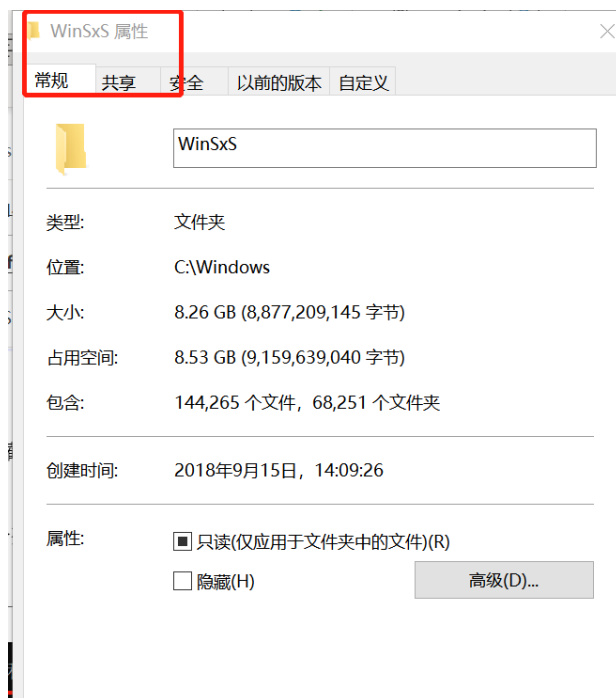 WinSxS 属性
常规 共享 安全 以前的版本 自定义
WinSxS
类型: 文件夹
位置: C:\Windows
大小: 8.26 GB (8,877,209,145 字节)
占用空间: 8.53 GB (9,159,639,040 字节)
包含: 144,265 个文件，68,251 个文件夹
创建时间: 2018年9月15日，14:09:26
属性: 只读(仅应用于文件夹中的文件)(R)
隐藏(H) 高级(D)...